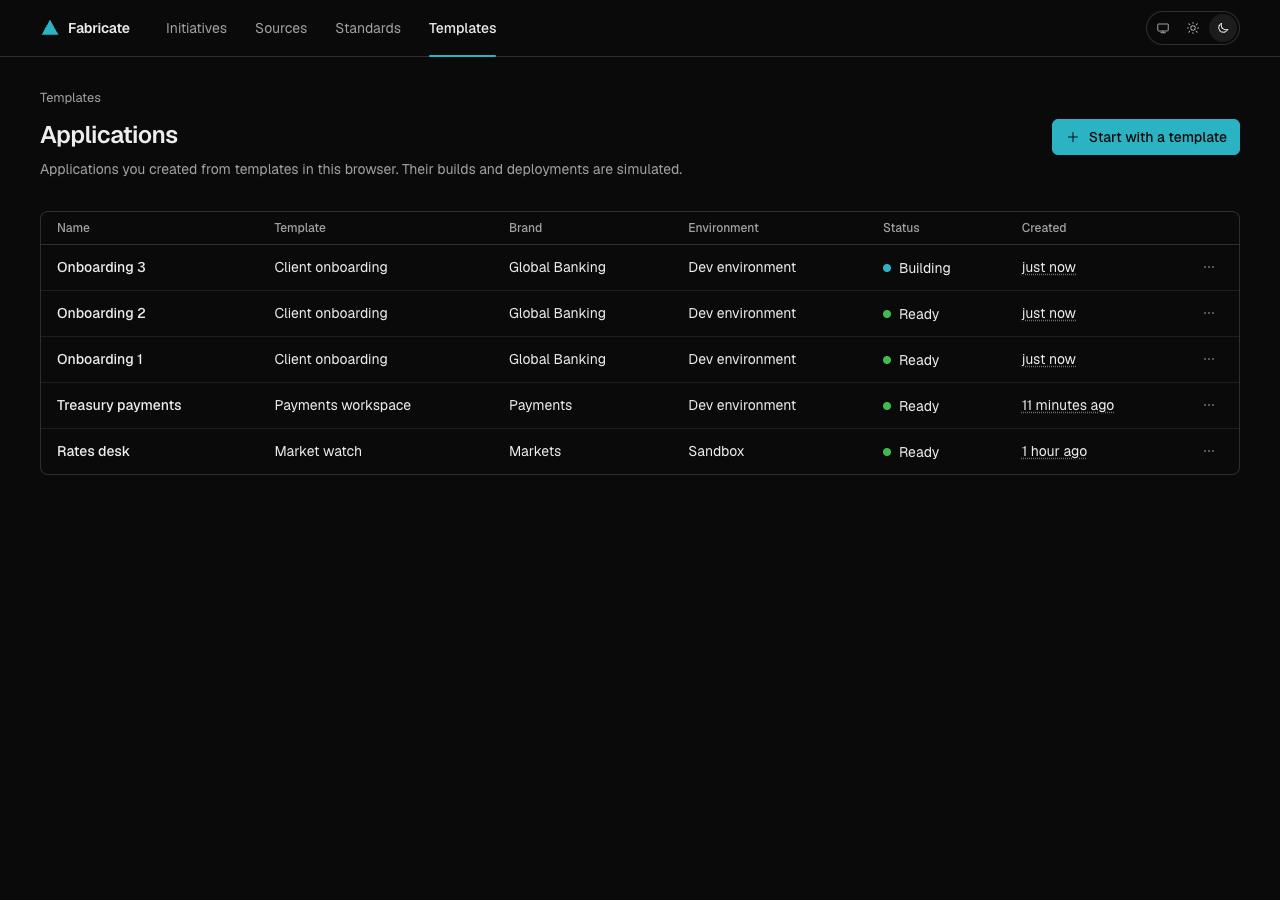 Fabricate Initiatives Sources Standards Templates
Templates
Applications
Start with a template
Applications you created from templates in this browser. Their builds and deployments are simulated.
Name Template Brand Environment Status Created
Onboarding 3 Client onboarding Global Banking Dev environment Building just now
Onboarding 2 Client onboarding Global Banking Dev environment Ready just now
Onboarding 1 Client onboarding Global Banking Dev environment Ready just now
Treasury payments Payments workspace Payments Dev environment Ready 11 minutes ago
Rates desk Market watch Markets Sandbox Ready 1 hour ago